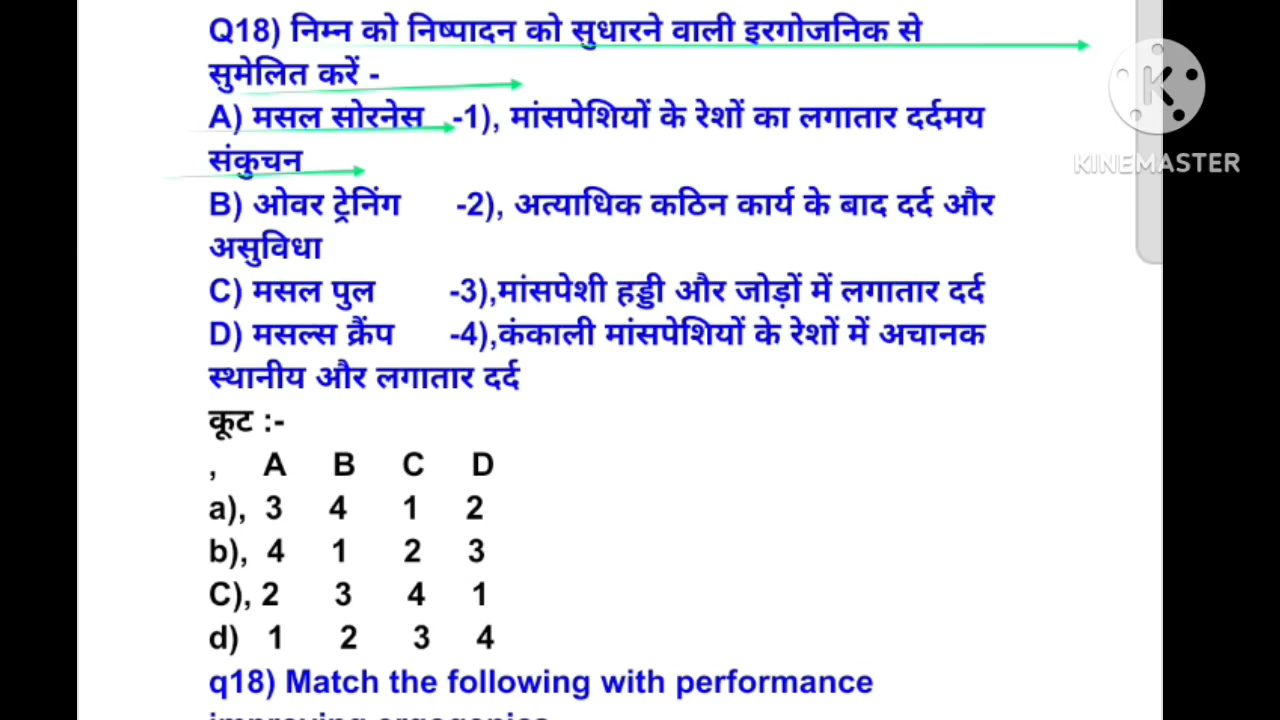 Q18) निम्न को निष्पादन को सुधारने वाली इरगोजनिक से
सुमेलित करें -
A) मसल सोरनेस -1), मांसपेशियों के रेशों का लगातार दर्दमय
संकुचन
B) ओवर ट्रेनिंग -2), अत्याधिक कठिन कार्य के बाद दर्द और
असुविधा
C) मसल पुल -3),मांसपेशी हड्डी और जोड़ों में लगातार दर्द
D) मसल्स क्रैंप -4),कंकाली मांसपेशियों के रेशों में अचानक
स्थानीय और लगातार दर्द
कूट :-
, A B C D
a), 3 4 1 2
b), 4 1 2 3
C), 2 3 4 1
d) 1 2 3 4
q18) Match the following with performance
improving ergogenics
K
KINEMASTER